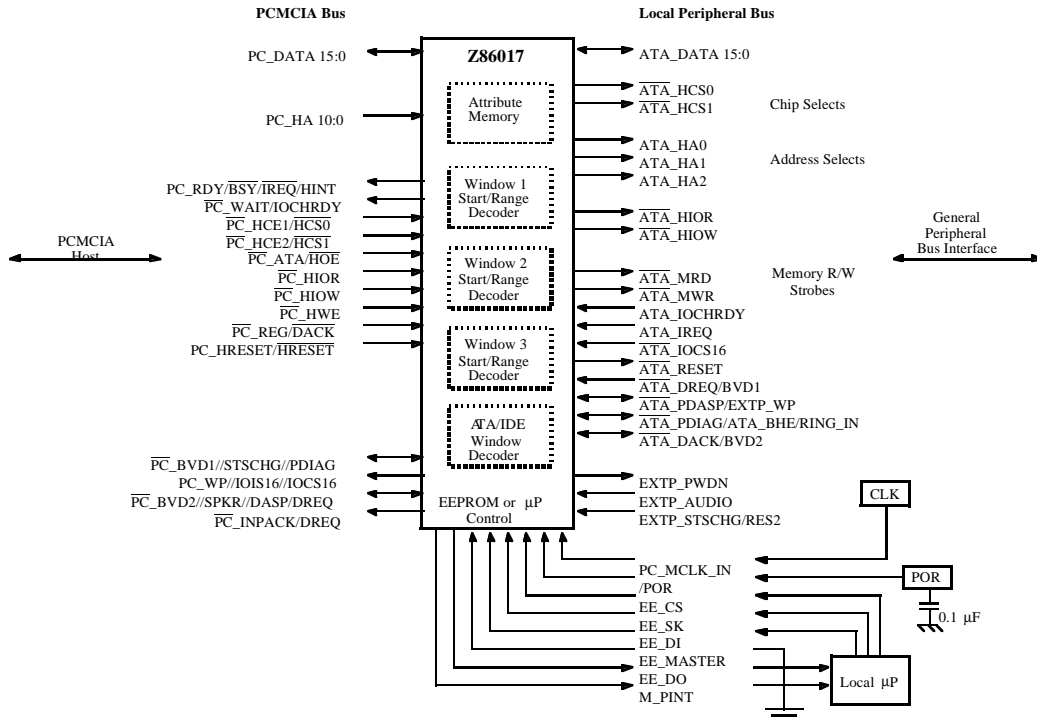 PCMCIA Bus
Local Peripheral Bus
PC_DATA 15:0
Z86017
ATA_DATA 15:0
Attribute
Memory
ATA_HCS0
ATA_HCS1
Chip Selects
PC_HA 10:0
ATA_HA0
ATA_HA1
ATA_HA2
Address Selects
PC_RDY/BSY/IREQ/HINT
PC_WAIT/IOCHRDY
PC_HCE1/HCS0
PC_HCE2/HCS1
PC_ATA/HOE
PC_HIOR
PC_HIOW
PC_HWE
PC_REG/DACK
PC_HRESET/HRESET
Window 1
Start/Range
Decoder
ATA_HIOR
ATA_HIOW
PCMCIA
Host
General
Peripheral
Bus Interface
Window 2
Start/Range
Decoder
ATA_MRD
ATA_MWR
Memory R/W
Strobes
ATA_IOCHRDY
ATA_IREQ
ATA_IOCS16
ATA_RESET
ATA_DREQ/BVD1
ATA_PDASP/EXTP_WP
ATA_PDIAG/ATA_BHE/RING_IN
ATA_DACK/BVD2
Window 3
Start/Range
Decoder
ATA/IDE
Window
Decoder
PC_BVD1//STSCHG//PDIAG
PC_WP//IOIS16//IOCS16
PC_BVD2//SPKR//DASP/DREQ
PC_INPACK/DREQ
EEPROM or µP
Control
EXTP_PWDN
EXTP_AUDIO
EXTP_STSCHG/RES2
CLK
PC_MCLK_IN
/POR
POR
0.1 µF
EE_CS
EE_SK
EE_DI
EE_MASTER
EE_DO
M_PINT
Local µP